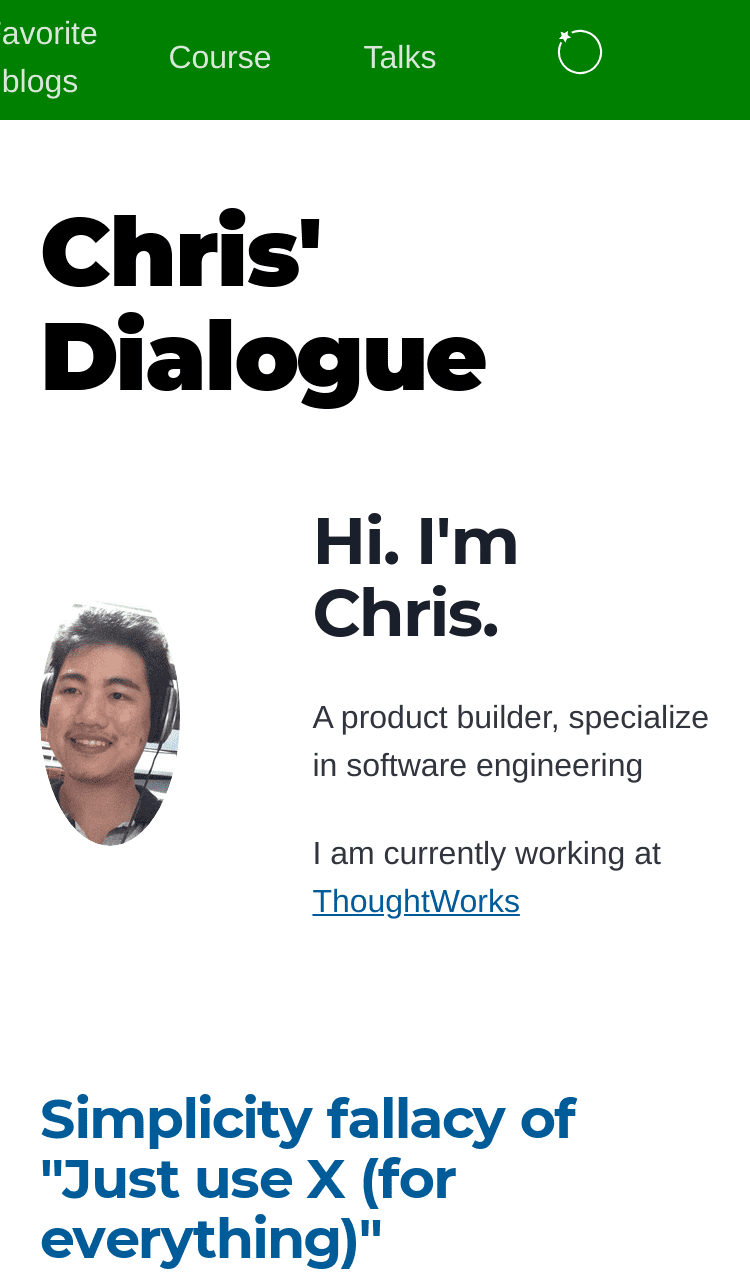 avorite
blogs
Course
Talks
Chris'
Dialogue
Hi. I'm
Chris.
A product builder, specialize
in software engineering
I am currently working at
ThoughtWorks
Simplicity fallacy of
"Just use X (for
everything)"